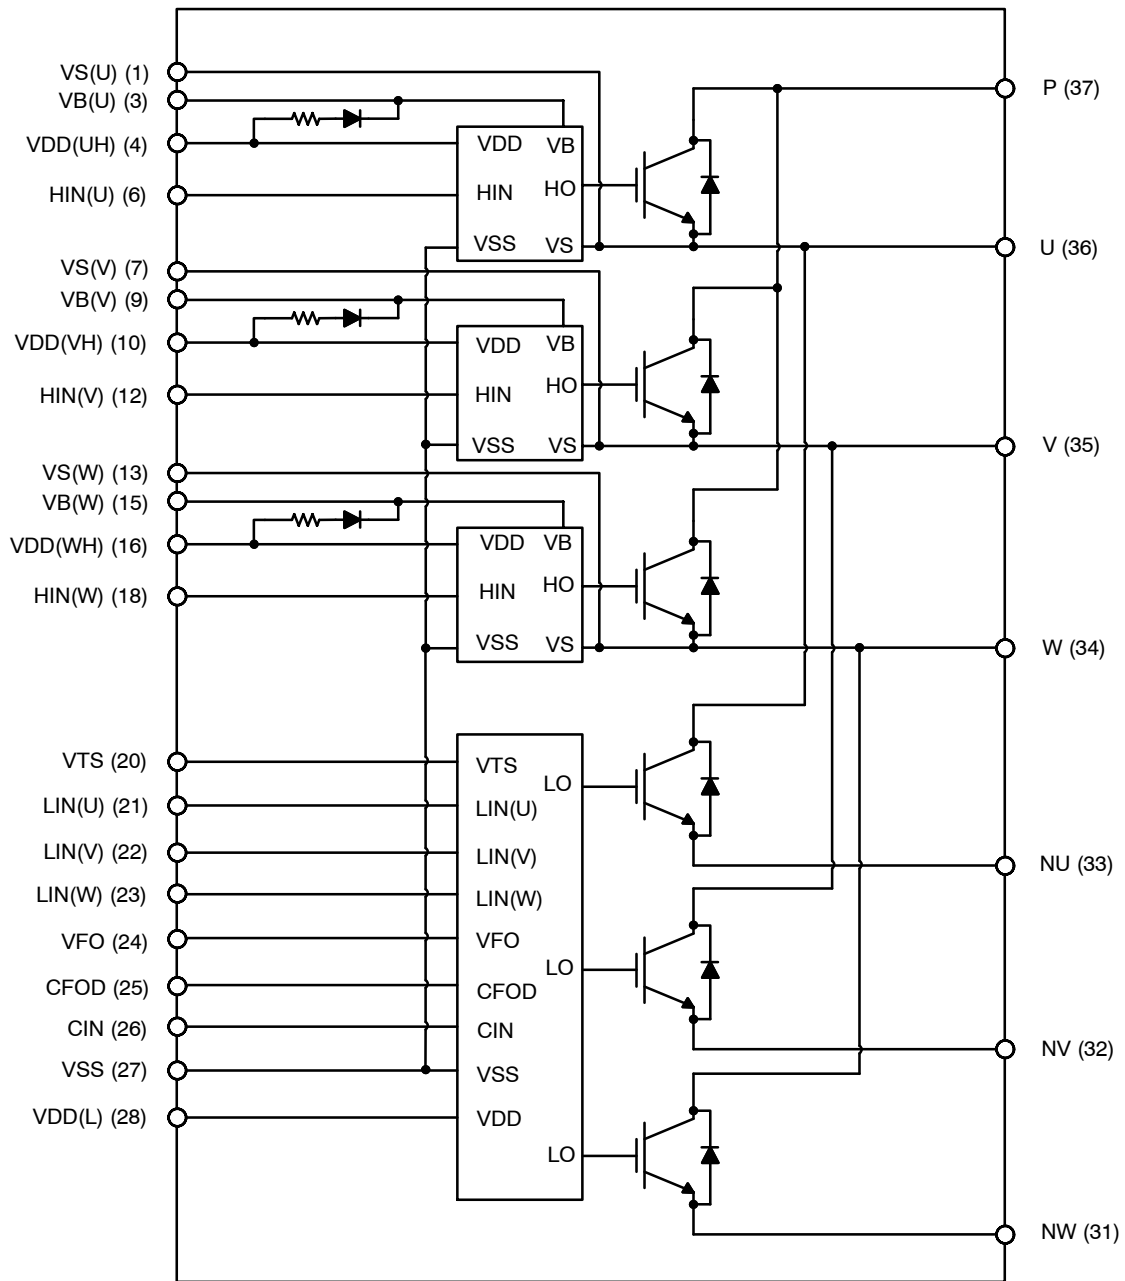 VS(U) (1)
VB(U) (3)
VDD(UH) (4)
HIN(U) (6)
VS(V) (7)
VB(V) (9)
VDD(VH) (10)
HIN(V) (12)
VS(W) (13)
VB(W) (15)
VDD(WH) (16)
HIN(W) (18)
VTS (20)
LIN(U) (21)
LIN(V) (22)
LIN(W) (23)
VFO (24)
CFOD (25)
CIN (26)
VSS (27)
VDD(L) (28)
VDD VB
HIN HO
VSS VS
VDD VB
HIN HO
VSS VS
VDD VB
HIN HO
VSS VS
VTS
LO
LIN(U)
LIN(V)
LIN(W)
VFO
LO
CFOD
CIN
VSS
VDD
LO
P (37)
U (36)
V (35)
W (34)
NU (33)
NV (32)
NW (31)